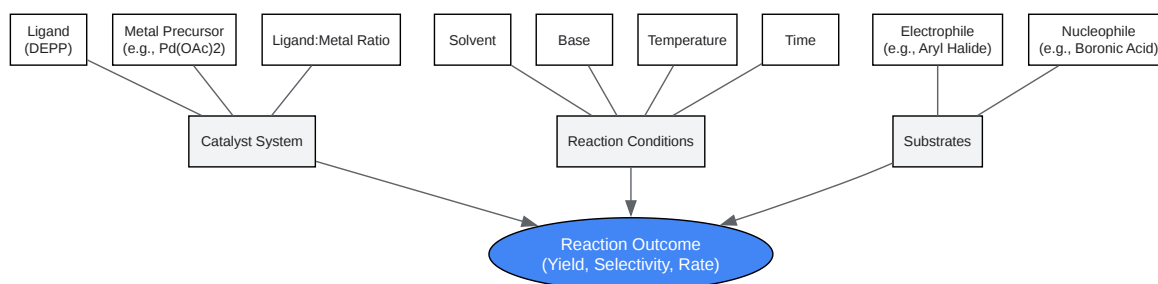 Ligand
(DEPP)
Metal Precursor
(e.g., Pd(OAc)2)
Ligand:Metal Ratio
Solvent
Base
Temperature
Time
Electrophile
(e.g., Aryl Halide)
Nucleophile
(e.g., Boronic Acid)
Catalyst System
Reaction Conditions
Substrates
Reaction Outcome
(Yield, Selectivity, Rate)